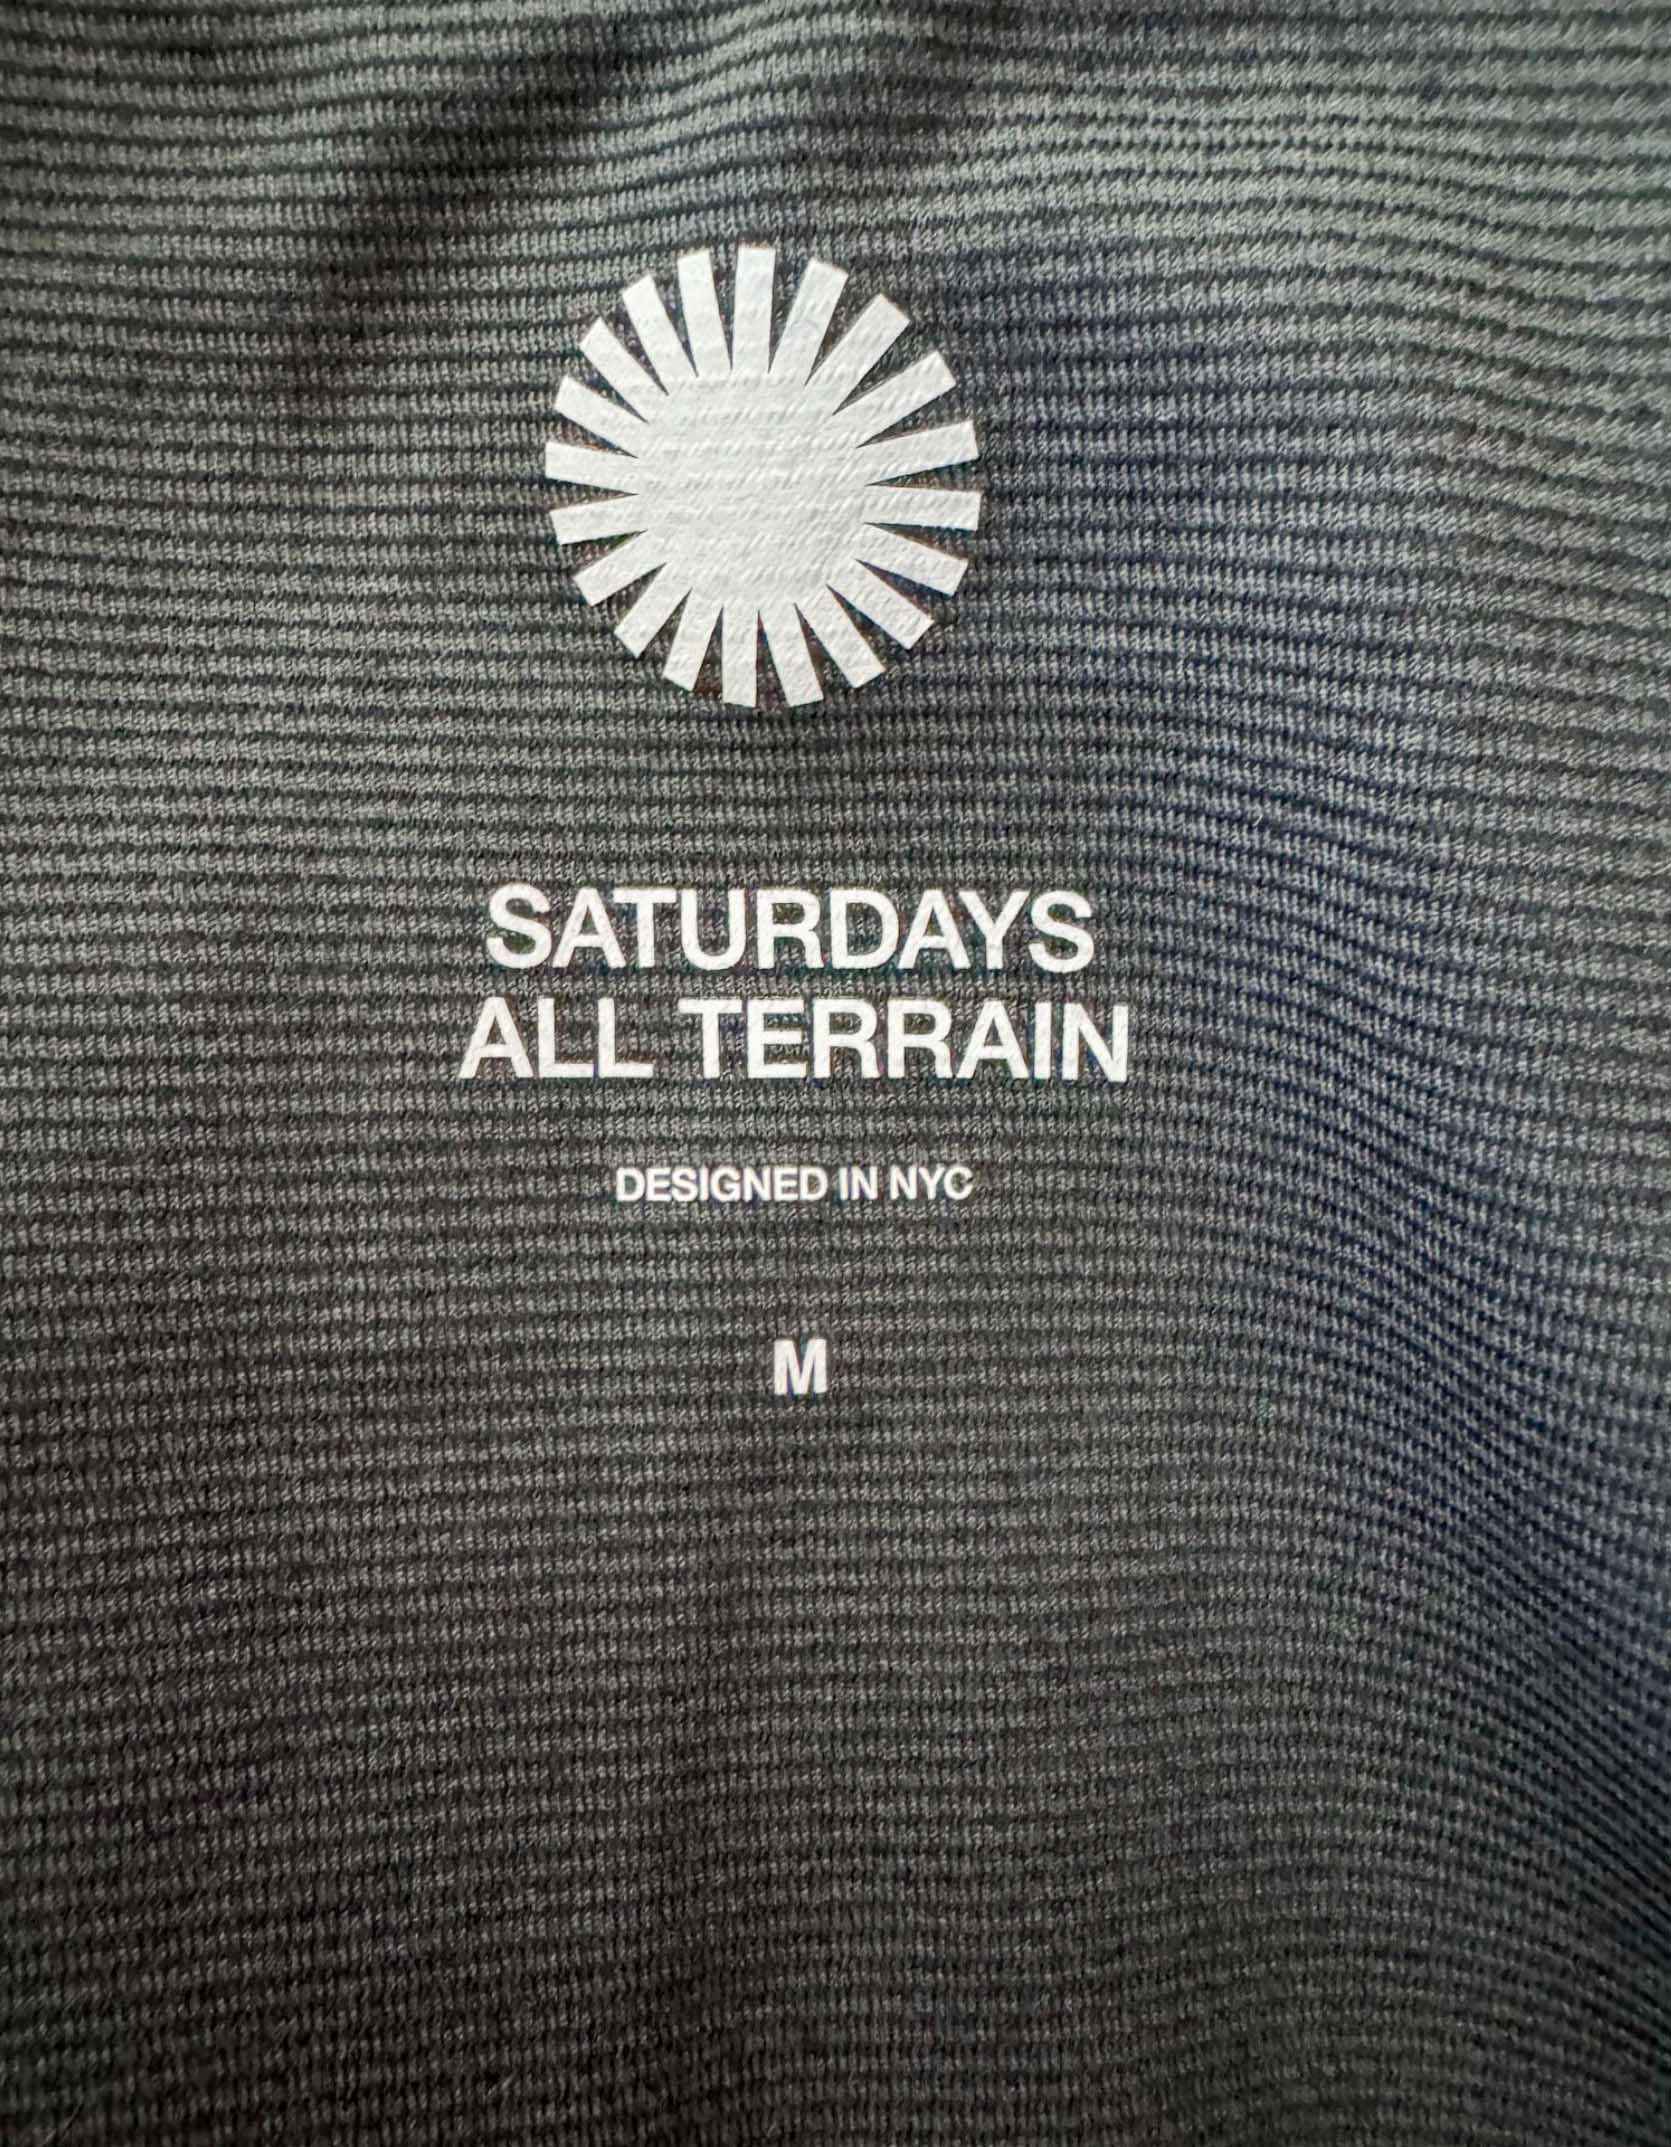 SATURDAYS
ALL TERRAIN
DESIGNED IN NYC
M